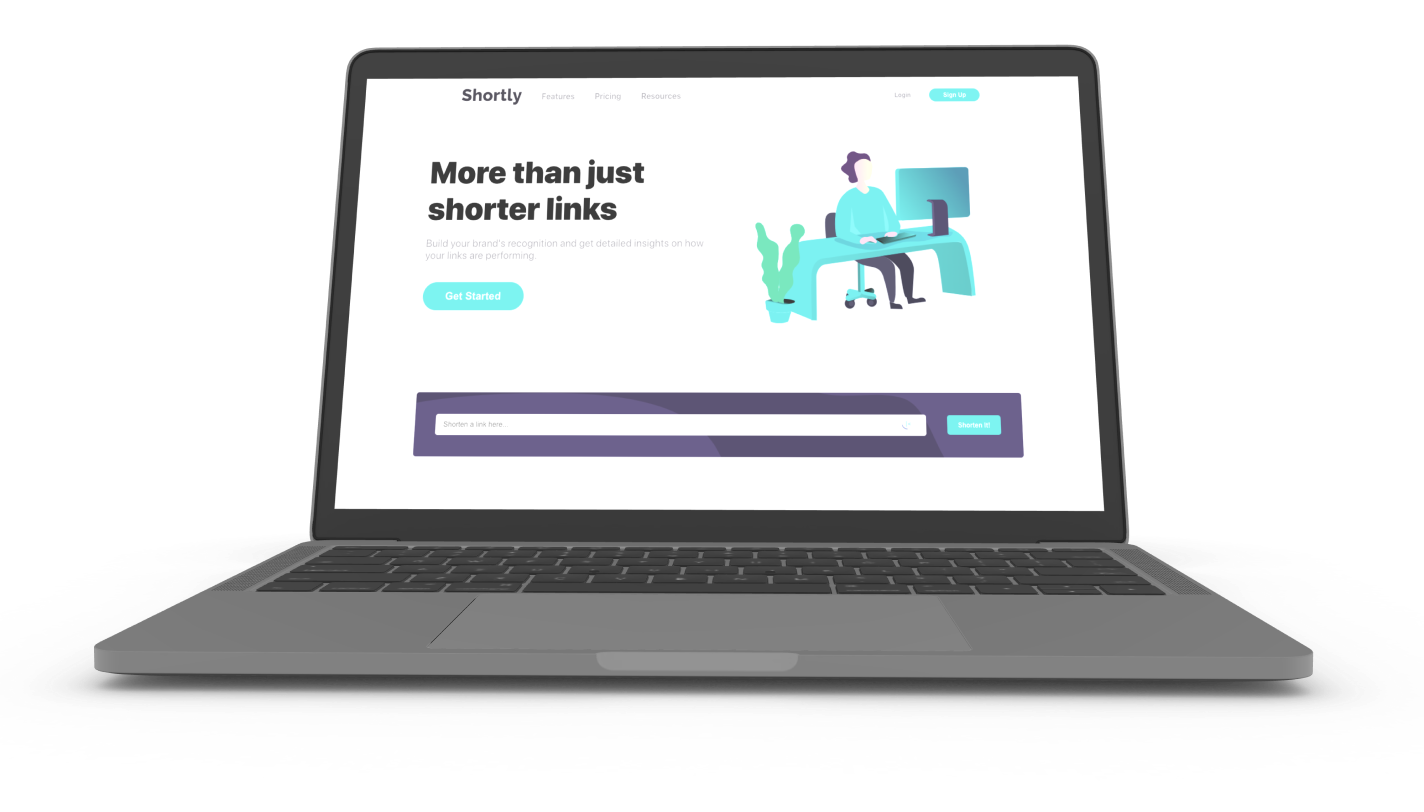 Shortly
Features
Pricing
Resources
Login
Sign Up
More than just
shorter links
Build your brand's recognition and get detailed insights on how
your links are performing.
Get Started
Shorten a link here...
Shorten It!